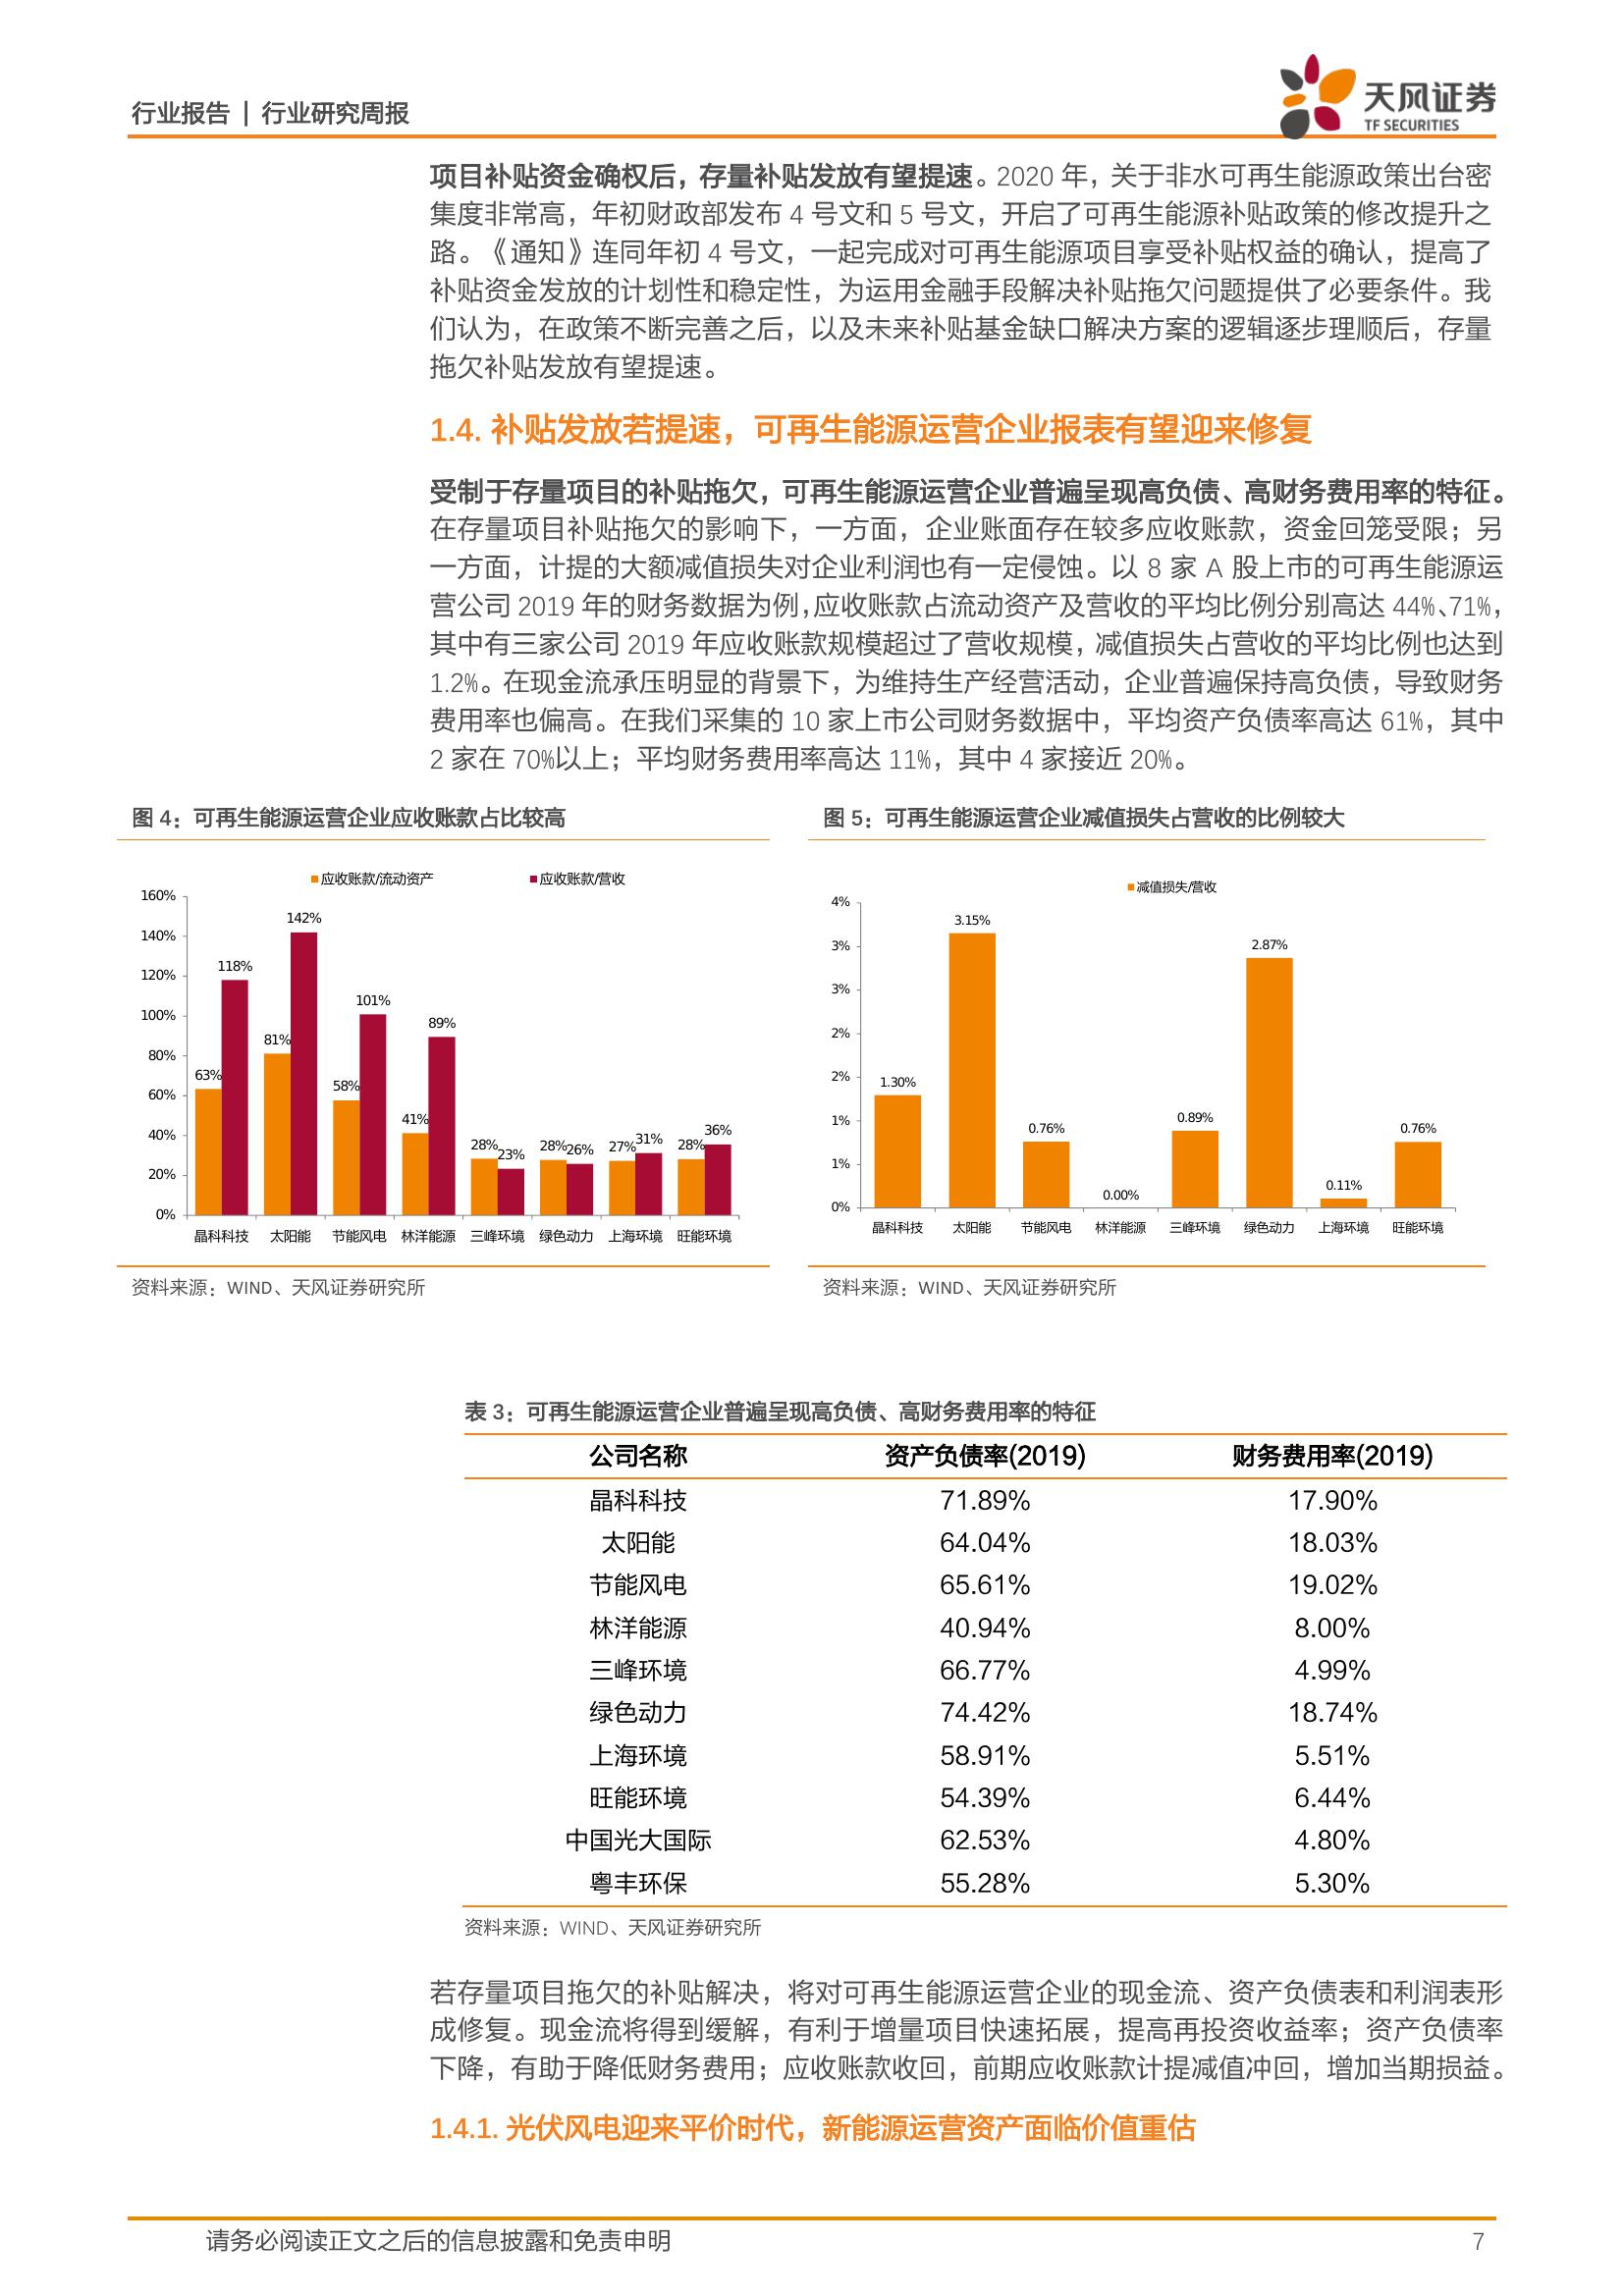 行业报告 | 行业研究周报
天风证券
TF SECURITIES
项目补贴资金确权后，存量补贴发放有望提速。2020 年，关于非水可再生能源政策出台密
集度非常高，年初财政部发布 4 号文和 5 号文，开启了可再生能源补贴政策的修改提升之
路。《通知》连同年初 4 号文，一起完成对可再生能源项目享受补贴权益的确认，提高了
补贴资金发放的计划性和稳定性，为运用金融手段解决补贴拖欠问题提供了必要条件。我
们认为，在政策不断完善之后，以及未来补贴基金缺口解决方案的逻辑逐步理顺后，存量
拖欠补贴发放有望提速。
1.4. 补贴发放若提速，可再生能源运营企业报表有望迎来修复
受制于存量项目的补贴拖欠，可再生能源运营企业普遍呈现高负债、高财务费用率的特征。
在存量项目补贴拖欠的影响下，一方面，企业账面存在较多应收账款，资金回笼受限；另
一方面，计提的大额减值损失对企业利润也有一定侵蚀。以 8 家 A 股上市的可再生能源运
营公司 2019 年的财务数据为例，应收账款占流动资产及营收的平均比例分别高达 44%、71%，
其中有三家公司 2019 年应收账款规模超过了营收规模，减值损失占营收的平均比例也达到
1.2%。在现金流承压明显的背景下，为维持生产经营活动，企业普遍保持高负债，导致财务
费用率也偏高。在我们采集的 10 家上市公司财务数据中，平均资产负债率高达 61%，其中
2 家在 70%以上；平均财务费用率高达 11%，其中 4 家接近 20%。
图 4：可再生能源运营企业应收账款占比较高
应收账款/流动资产 应收账款/营收
160%
140%
120%
100%
80%
60%
40%
20%
0%
63% 118% 81% 142% 58% 101% 41% 89% 28% 23% 28% 26% 27% 31% 28% 36%
晶科科技 太阳能 节能风电 林洋能源 三峰环境 绿色动力 上海环境 旺能环境
资料来源：WIND、天风证券研究所
图 5：可再生能源运营企业减值损失占营收的比例较大
减值损失/营收
4%
3%
3%
2%
2%
1%
1%
0%
1.30% 3.15% 0.76% 0.00% 0.89% 2.87% 0.11% 0.76%
晶科科技 太阳能 节能风电 林洋能源 三峰环境 绿色动力 上海环境 旺能环境
资料来源：WIND、天风证券研究所
表 3：可再生能源运营企业普遍呈现高负债、高财务费用率的特征
公司名称 资产负债率(2019) 财务费用率(2019)
晶科科技 71.89% 17.90%
太阳能 64.04% 18.03%
节能风电 65.61% 19.02%
林洋能源 40.94% 8.00%
三峰环境 66.77% 4.99%
绿色动力 74.42% 18.74%
上海环境 58.91% 5.51%
旺能环境 54.39% 6.44%
中国光大国际 62.53% 4.80%
粤丰环保 55.28% 5.30%
资料来源：WIND、天风证券研究所
若存量项目拖欠的补贴解决，将对可再生能源运营企业的现金流、资产负债表和利润表形
成修复。现金流将得到缓解，有利于增量项目快速拓展，提高再投资收益率；资产负债率
下降，有助于降低财务费用；应收账款收回，前期应收账款计提减值冲回，增加当期损益。
1.4.1. 光伏风电迎来平价时代，新能源运营资产面临价值重估
请务必阅读正文之后的信息披露和免责申明
7